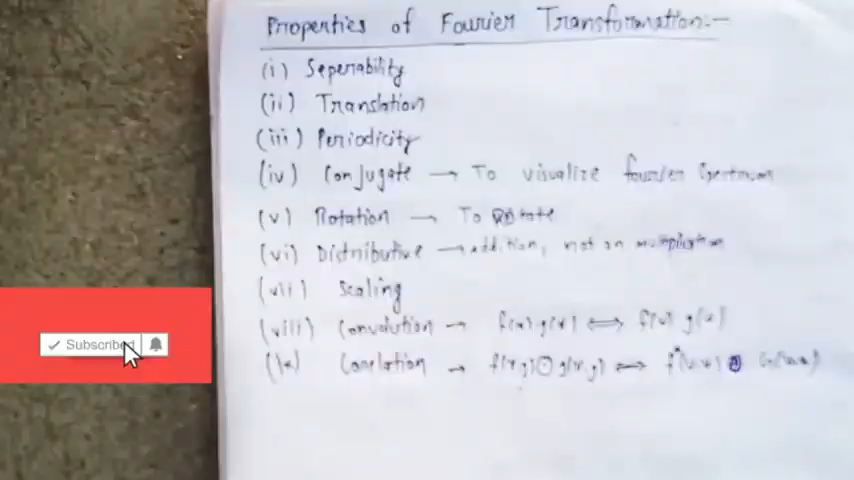 Properties of Fourier Transformation:-
(i) Seperability
(ii) Translation
(iii) Periodicity
(iv) Conjugate → To visualize fourier Spectrum
(v) Rotation → To Rotate
(vi) Distributive → addition, not on multiplication
(vii) Scaling
(viii) Convolution →
(ix) Corelation → f(x,y) ⊙ g(x,y) ⟷
✓ Subscribed